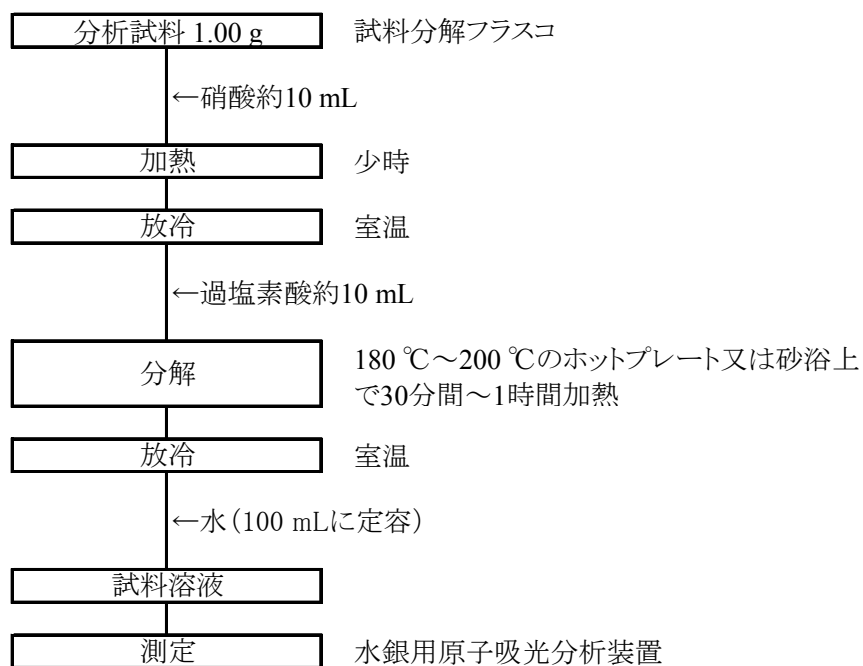 分析試料 1.00 g 試料分解フラスコ
←硝酸約10 mL
加熱 少時
放冷 室温
←過塩素酸約10 mL
分解 180 ℃～200 ℃のホットプレート又は砂浴上
で30分間～1時間加熱
放冷 室温
←水（100 mLに定容）
試料溶液
測定 水銀用原子吸光分析装置